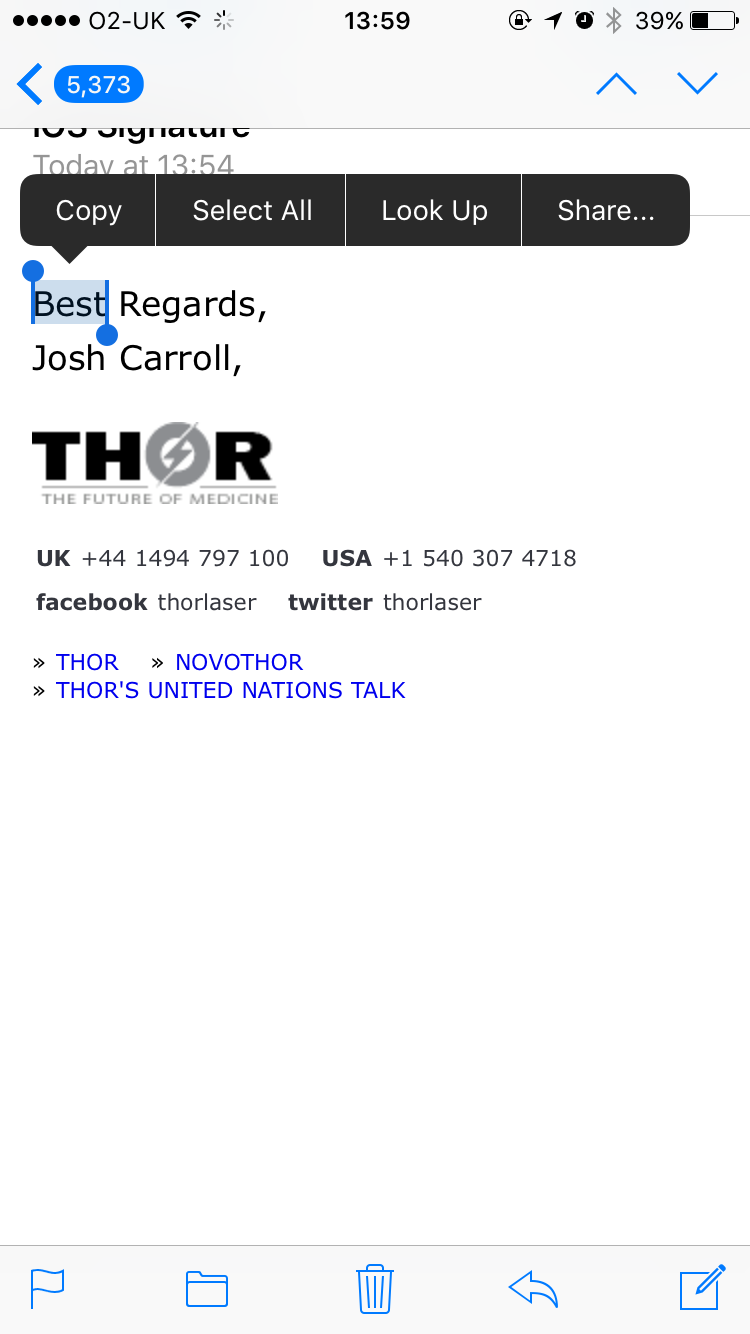 O2-UK 13:59 39%
5,373
iOS Signature
Today at 13:54
Copy Select All Look Up Share...
Best Regards,
Josh Carroll,
THOR
THE FUTURE OF MEDICINE
UK +44 1494 797 100 USA +1 540 307 4718
facebook thorlaser twitter thorlaser
» THOR » NOVOTHOR
» THOR'S UNITED NATIONS TALK